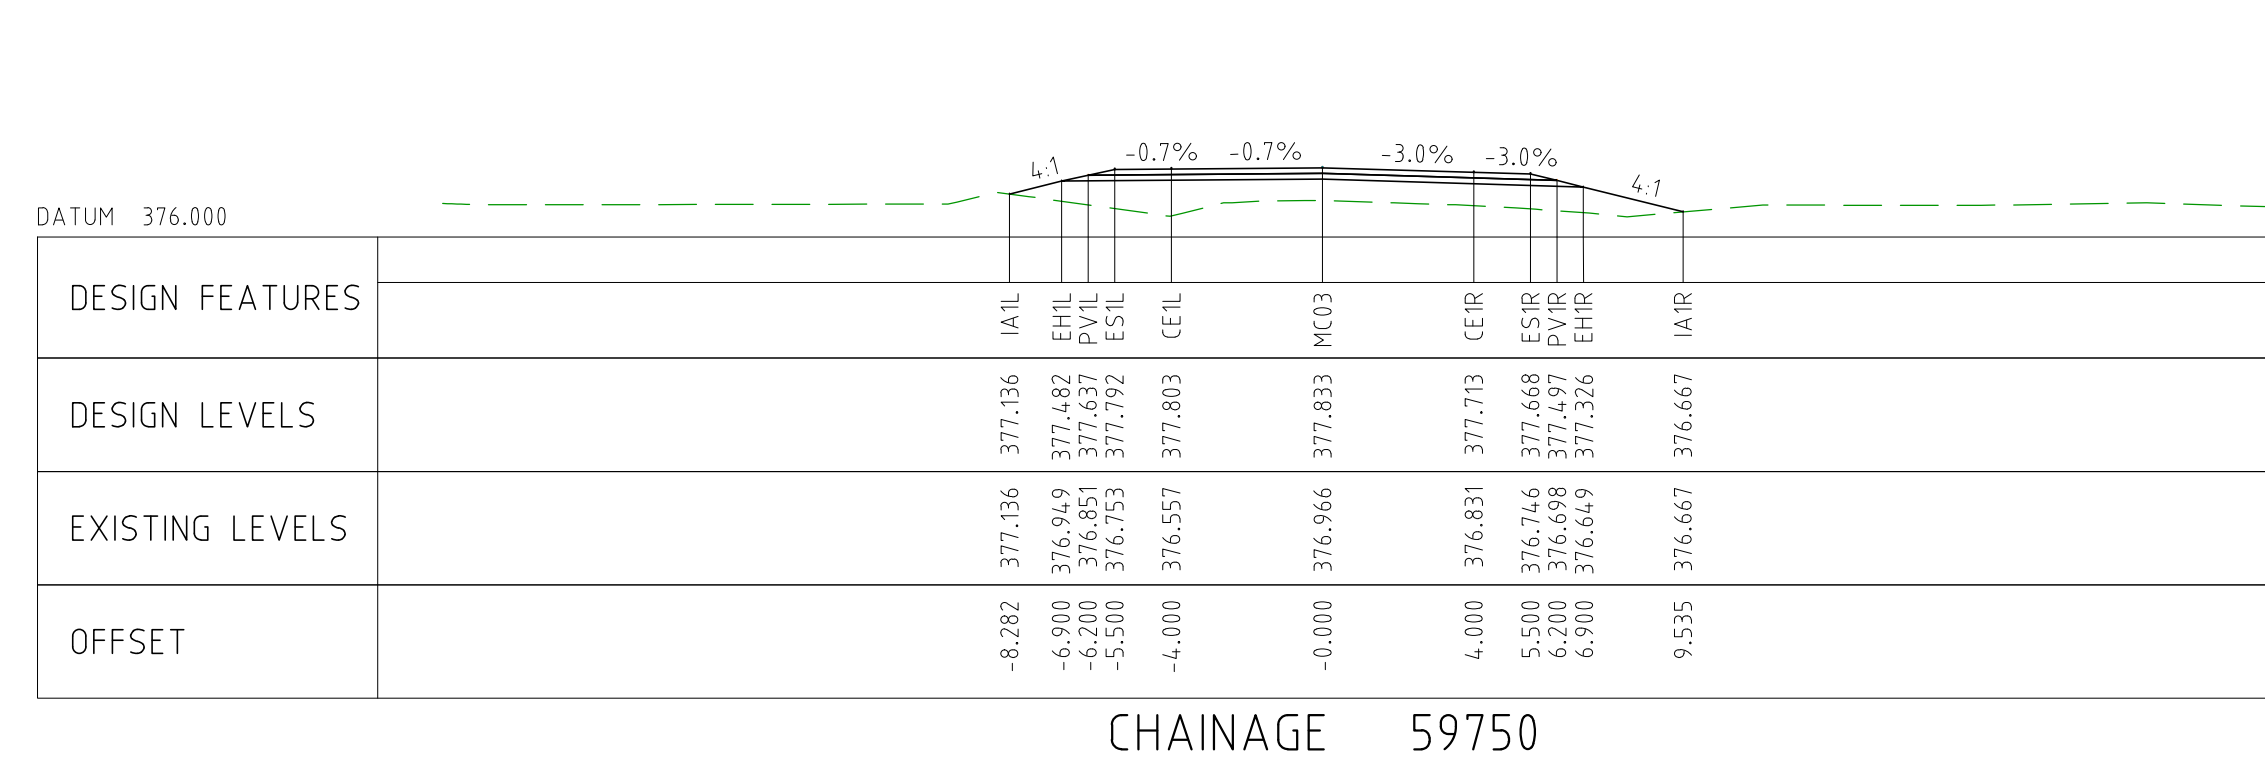 -0.7% -0.7% -3.0% -3.0%
4:1 4:1
DATUM 376.000
DESIGN FEATURES IA1L EH1L PV1L ES1L CE1L MC03 CE1R ES1R PV1R EH1R IA1R
DESIGN LEVELS 377.136 377.482 377.637 377.792 377.803 377.833 377.713 377.668 377.497 377.326 376.667
EXISTING LEVELS 377.136 376.949 376.851 376.753 376.557 376.966 376.831 376.746 376.698 376.649 376.667
OFFSET -8.282 -6.900 -6.200 -5.500 -4.000 -0.000 4.000 5.500 6.200 6.900 9.535
CHAINAGE 59750